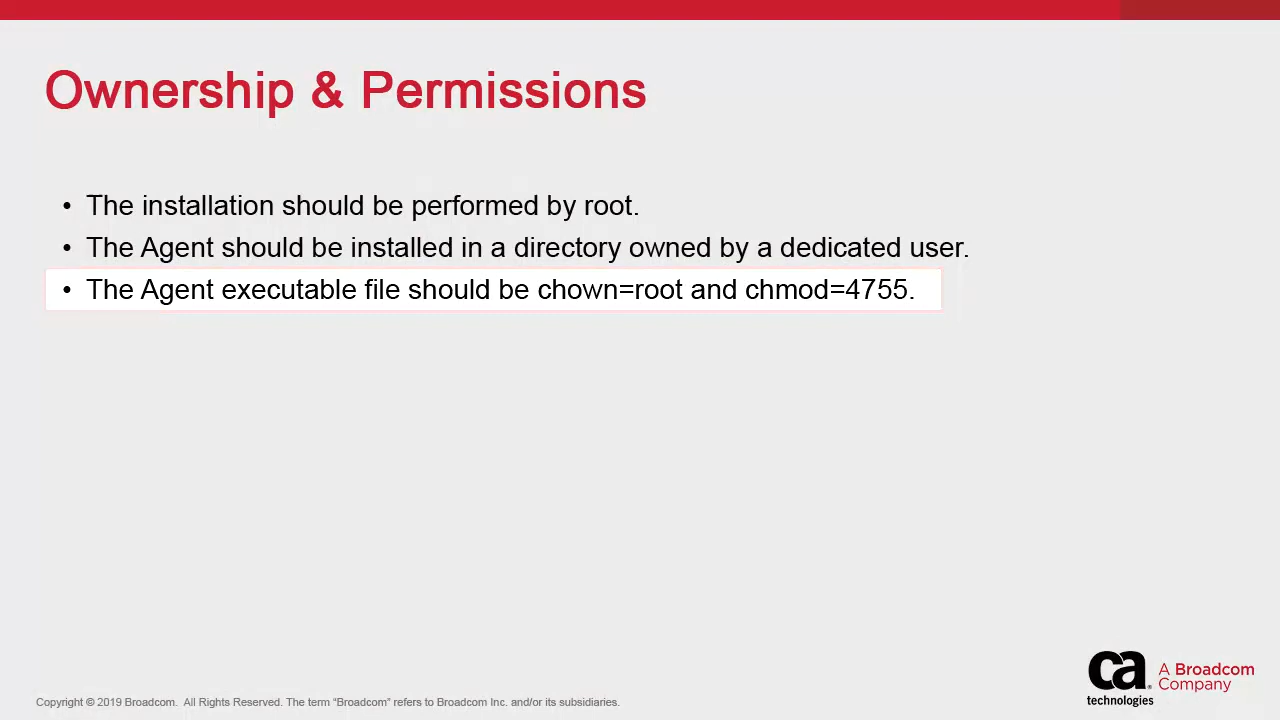 Ownership & Permissions
• The installation should be performed by root.
• The Agent should be installed in a directory owned by a dedicated user.
• The Agent executable file should be chown=root and chmod=4755.
ca
technologies
A Broadcom
Company
Copyright © 2019 Broadcom. All Rights Reserved. The term “Broadcom” refers to Broadcom Inc. and/or its subsidiaries.